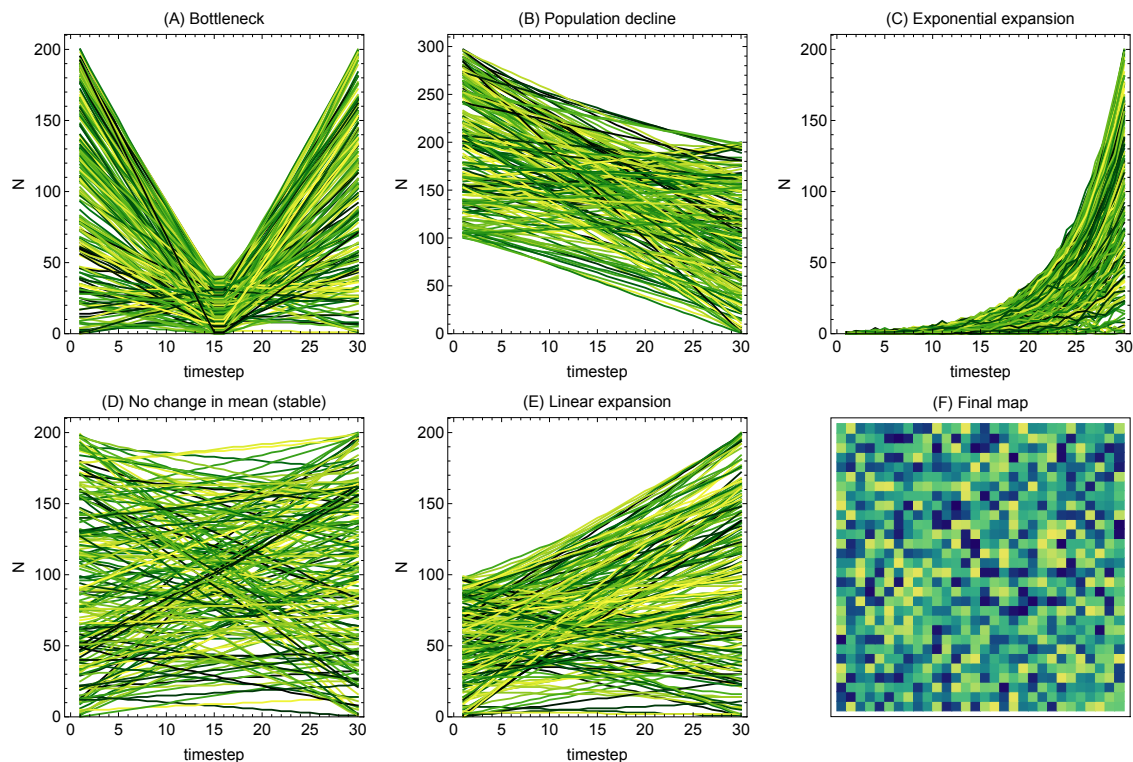 (A) Bottleneck
200
150
100
50
0
N
0 5 10 15 20 25 30
timestep
(B) Population decline
300
250
200
150
100
50
0
N
0 5 10 15 20 25 30
timestep
(C) Exponential expansion
200
150
100
50
0
N
0 5 10 15 20 25 30
timestep
(D) No change in mean (stable)
200
150
100
50
0
N
0 5 10 15 20 25 30
timestep
(E) Linear expansion
200
150
100
50
0
N
0 5 10 15 20 25 30
timestep
(F) Final map